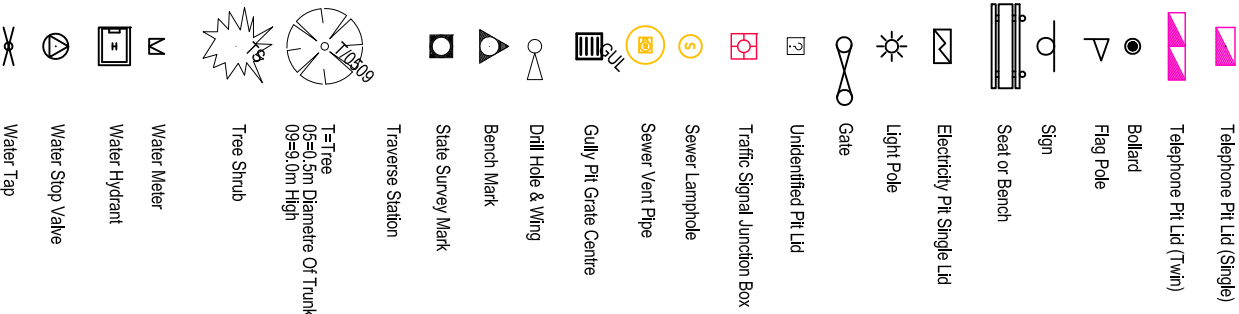 Telephone Pit Lid (Single)
Telephone Pit Lid (Twin)
Bollard
Flag Pole
Sign
Seat or Bench
Electricity Pit Single Lid
Light Pole
Gate
? Unidentified Pit Lid
Traffic Signal Junction Box
S Sewer Lamphole
Sewer Vent Pipe
GUL Gully Pit Grate Centre
Drill Hole & Wing
Bench Mark
State Survey Mark
Traverse Station
T0509
T=Tree
05=0.5m Diametre Of Trunk
09=9.0m High
Tree Shrub
M Water Meter
H Water Hydrant
Water Stop Valve
Water Tap